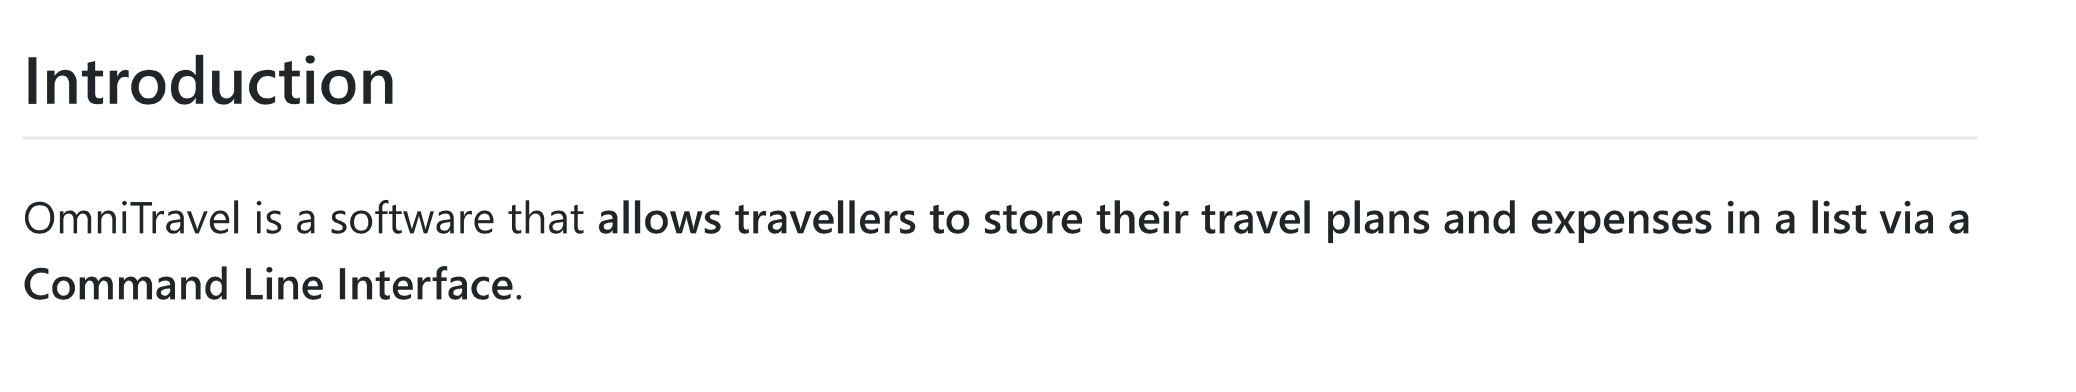 Introduction
OmniTravel is a software that allows travellers to store their travel plans and expenses in a list via a
Command Line Interface.